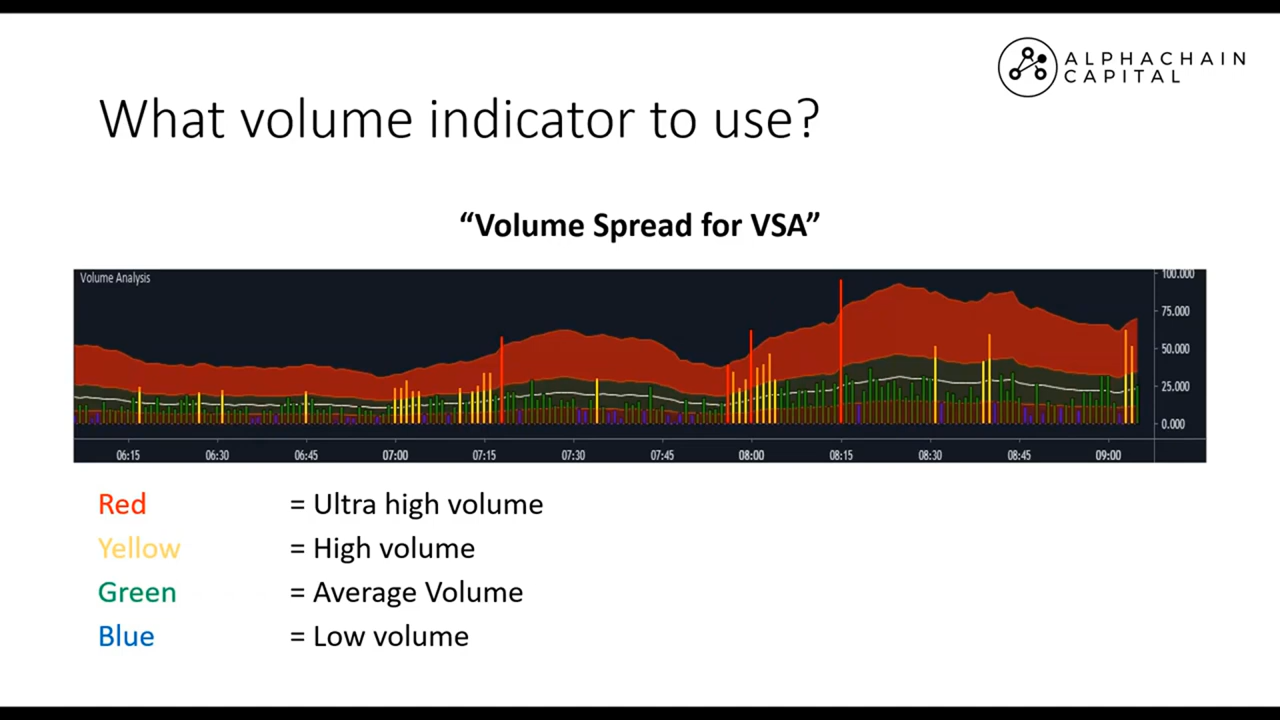 ALPHACHAIN
CAPITAL
What volume indicator to use?
“Volume Spread for VSA”
Volume Analysis
100.000
75.000
50.000
25.000
0.000
06:15 06:30 06:45 07:00 07:15 07:30 07:45 08:00 08:15 08:30 08:45 09:00
Red = Ultra high volume
Yellow = High volume
Green = Average Volume
Blue = Low volume